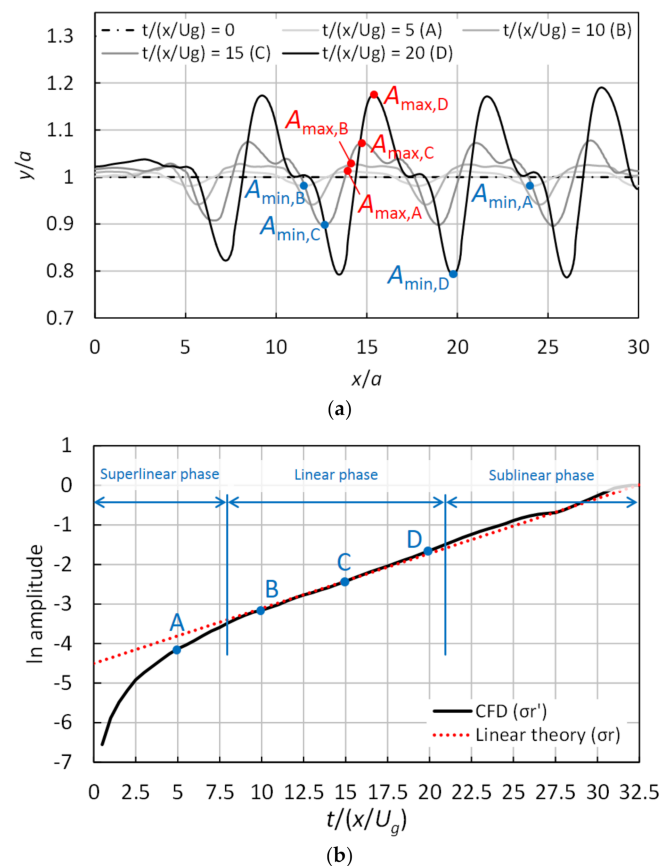 t/(x/Ug) = 0
t/(x/Ug) = 5 (A)
t/(x/Ug) = 10 (B)
t/(x/Ug) = 15 (C)
t/(x/Ug) = 20 (D)
1.3
1.2
1.1
1
0.9
0.8
0.7
y/a
Amax,D
Amax,B
Amax,C
Amin,B
Amax,A
Amin,A
Amin,C
Amin,D
0 5 10 15 20 25 30
x/a
(a)
1
0
-1
-2
-3
-4
-5
-6
-7
ln amplitude
Superlinear phase
Linear phase
Sublinear phase
A
B
C
D
CFD (σr')
Linear theory (σr)
0 2.5 5 7.5 10 12.5 15 17.5 20 22.5 25 27.5 30 32.5
t/(x/Ug)
(b)